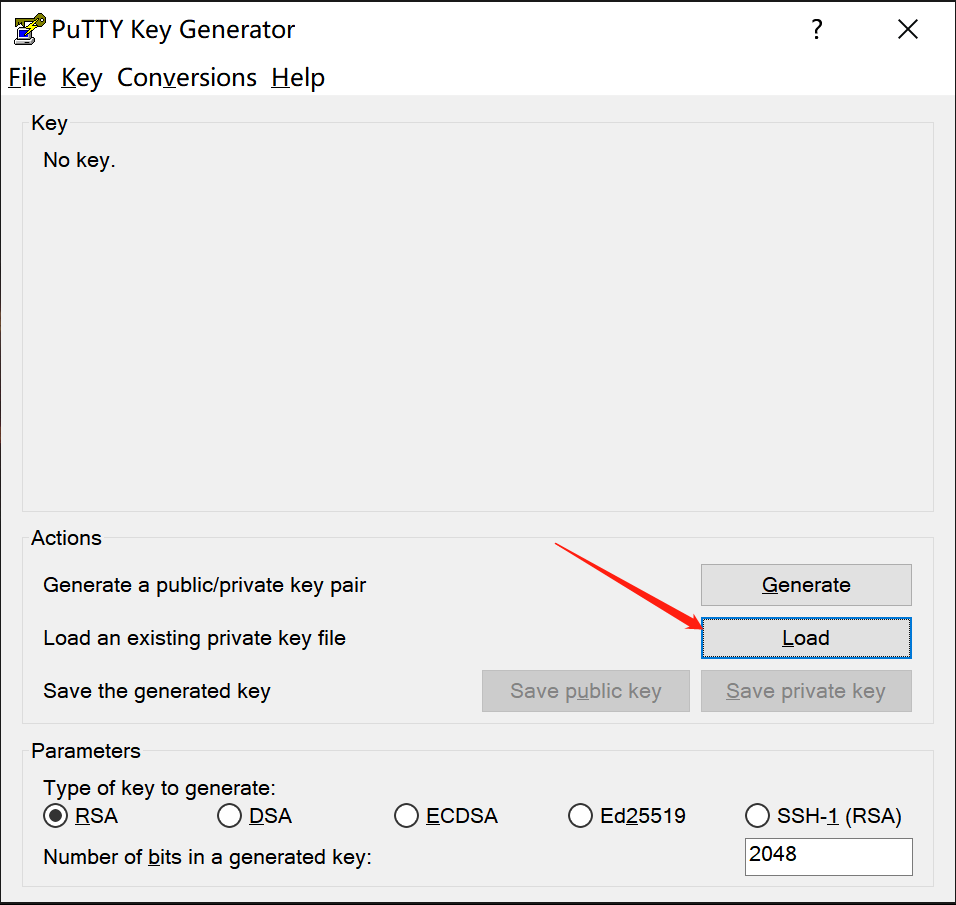 PuTTY Key Generator ?
File Key Conversions Help
Key
No key.
Actions
Generate a public/private key pair Generate
Load an existing private key file Load
Save the generated key Save public key Save private key
Parameters
Type of key to generate:
RSA DSA ECDSA Ed25519 SSH-1 (RSA)
Number of bits in a generated key: 2048